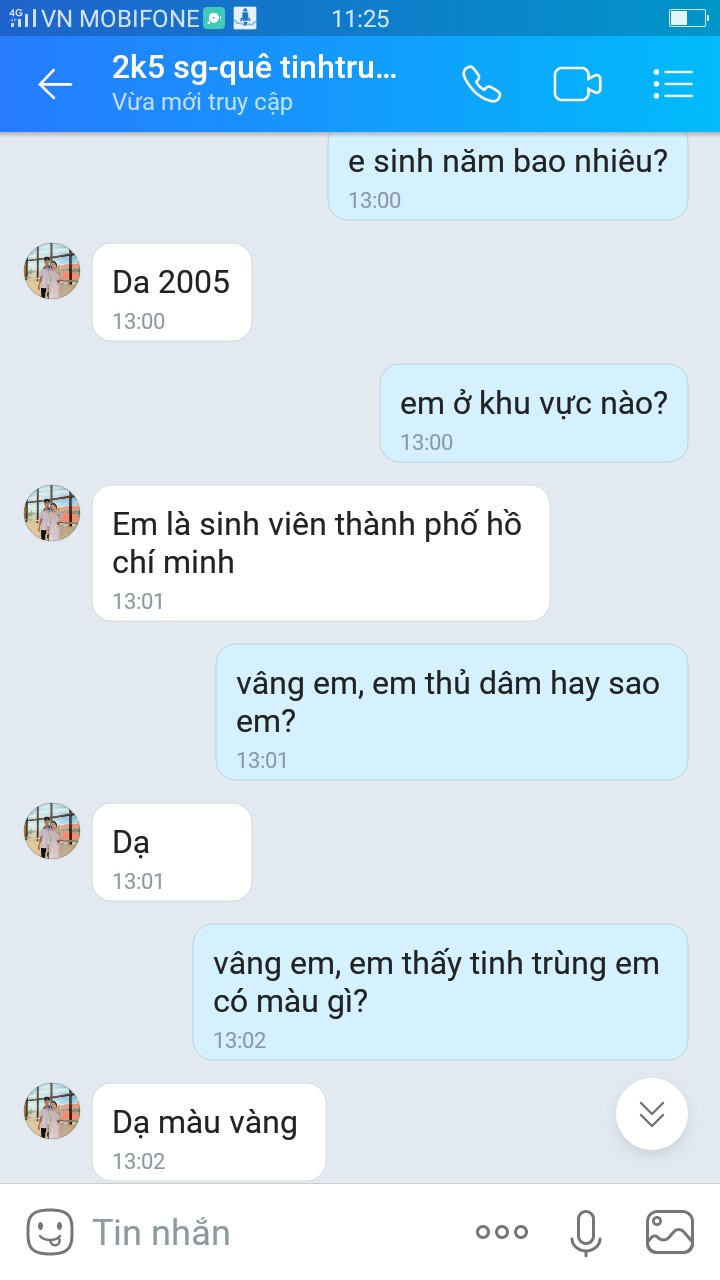 4G VN MOBIFONE 11:25
2k5 sg-quê tinhtru...
Vừa mới truy cập
e sinh năm bao nhiêu?
13:00
Da 2005
13:00
em ở khu vực nào?
13:00
Em là sinh viên thành phố hồ
chí minh
13:01
vâng em, em thủ dâm hay sao
em?
13:01
Dạ
13:01
vâng em, em thấy tinh trùng em
có màu gì?
13:02
Dạ màu vàng
13:02
Tin nhắn